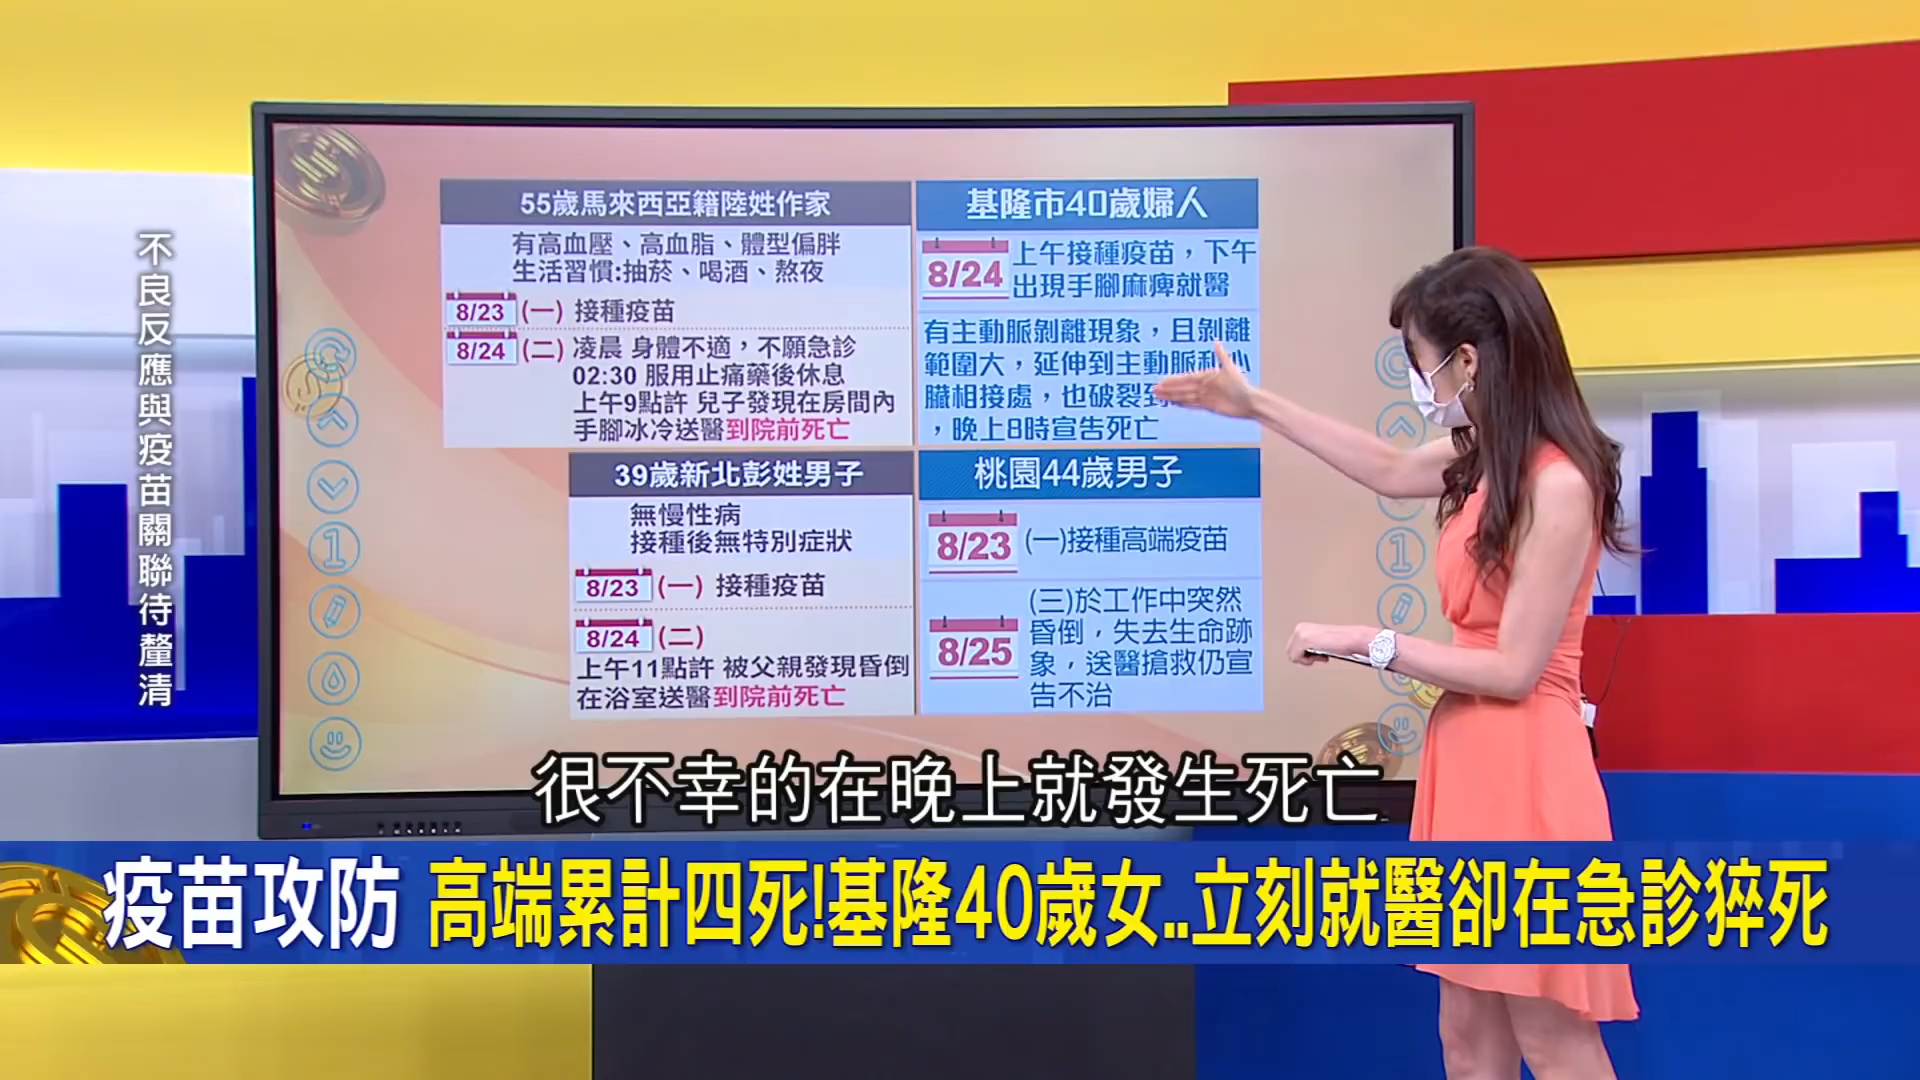 不良反應與疫苗關聯待釐清
55歲馬來西亞籍陸姓作家
有高血壓、高血脂、體型偏胖
生活習慣:抽菸、喝酒、熬夜
8/23 (一) 接種疫苗
8/24 (二) 凌晨 身體不適，不願急診
02:30 服用止痛藥後休息
上午9點許 兒子發現在房間內
手腳冰冷送醫到院前死亡
基隆市40歲婦人
8/24
上午接種疫苗，下午
出現手腳麻痺就醫
有主動脈剝離現象，且剝離
範圍大，延伸到主動脈和心
臟相接處，也破裂到
，晚上8時宣告死亡
39歲新北彭姓男子
無慢性病
接種後無特別症狀
8/23 (一) 接種疫苗
8/24 (二)
上午11點許 被父親發現昏倒
在浴室送醫到院前死亡
桃園44歲男子
8/23 (一)接種高端疫苗
8/25
(三)於工作中突然
昏倒，失去生命跡
象，送醫搶救仍宣
告不治
1
1
很不幸的在晚上就發生死亡
疫苗攻防 高端累計四死!基隆40歲女..立刻就醫卻在急診猝死